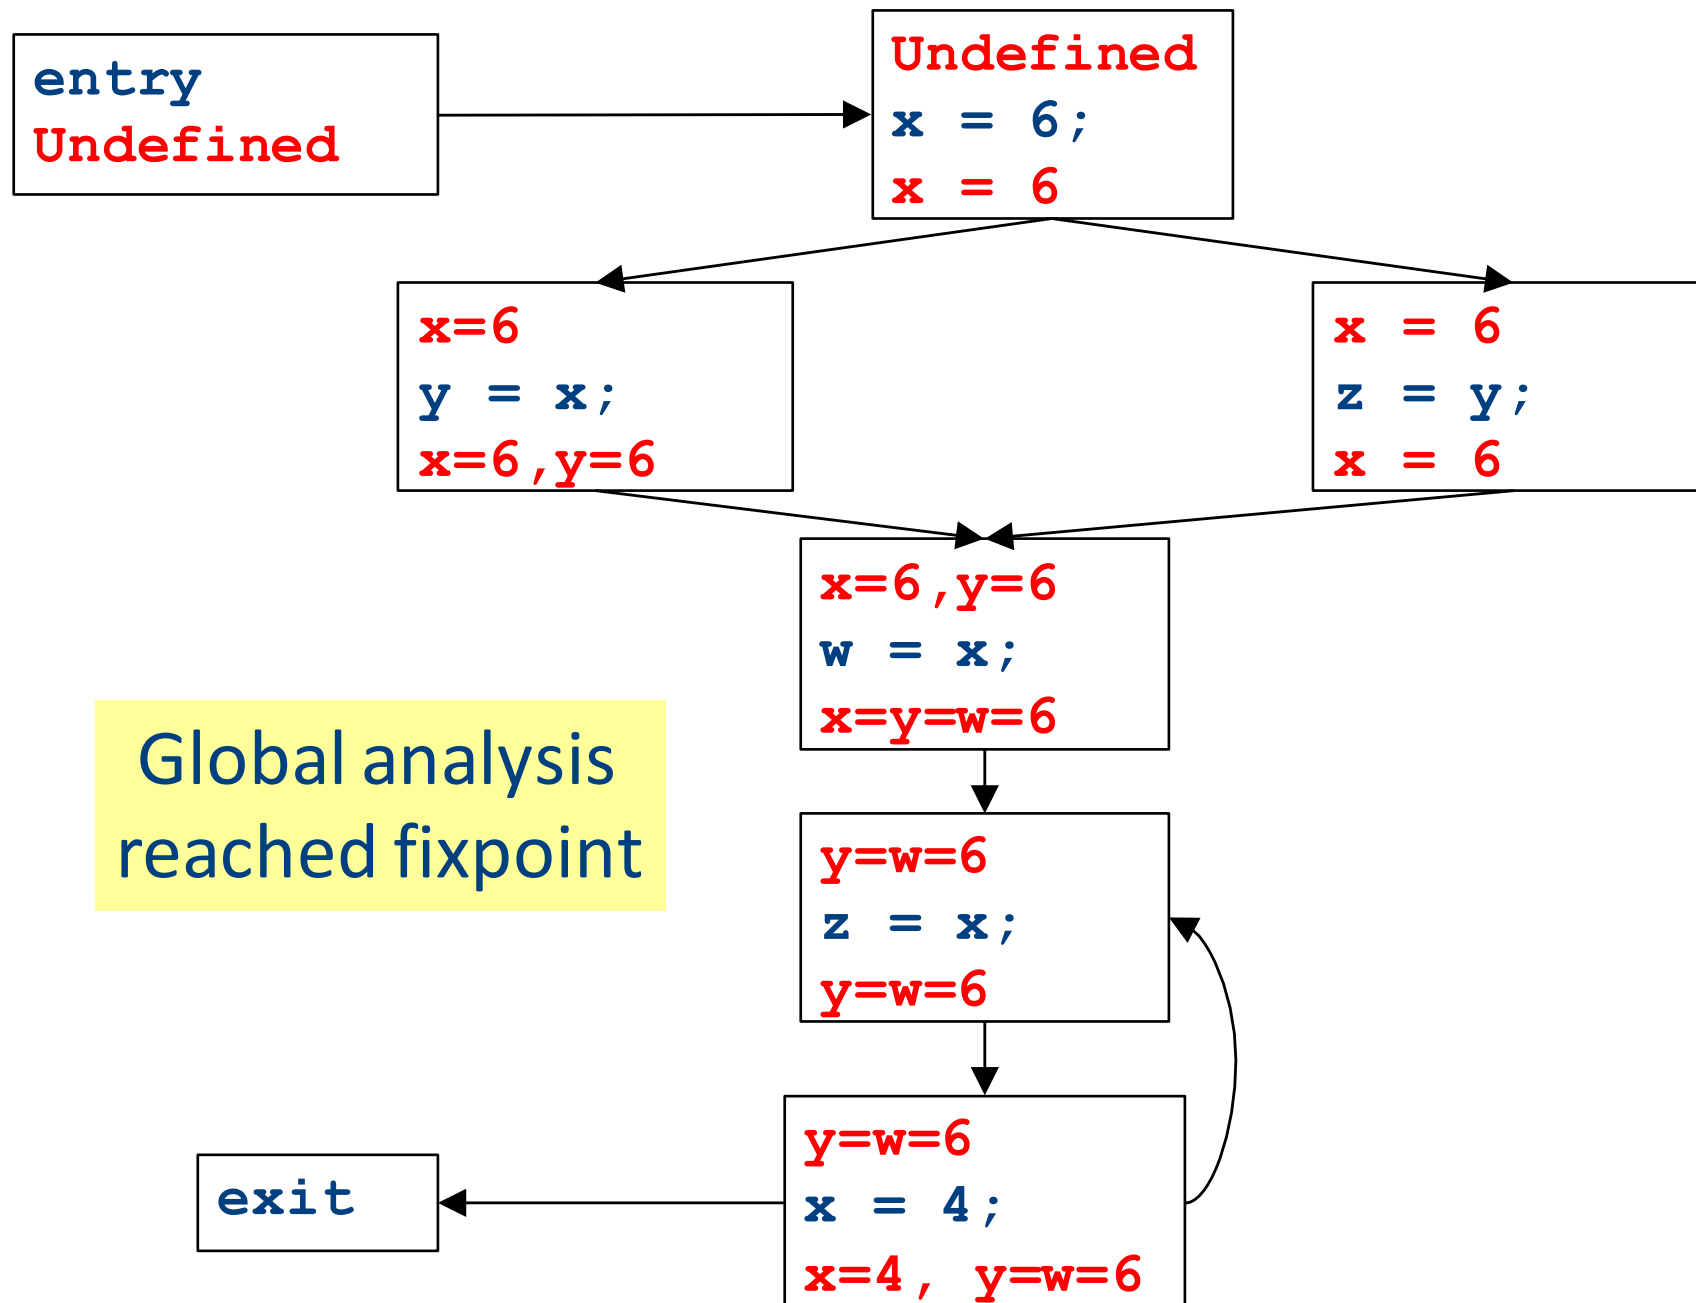 entry
Undefined
Undefined
x = 6;
x = 6
x=6
y = x;
x=6,y=6
x = 6
z = y;
x = 6
x=6,y=6
w = x;
x=y=w=6
Global analysis
reached fixpoint
y=w=6
z = x;
y=w=6
y=w=6
x = 4;
x=4, y=w=6
exit